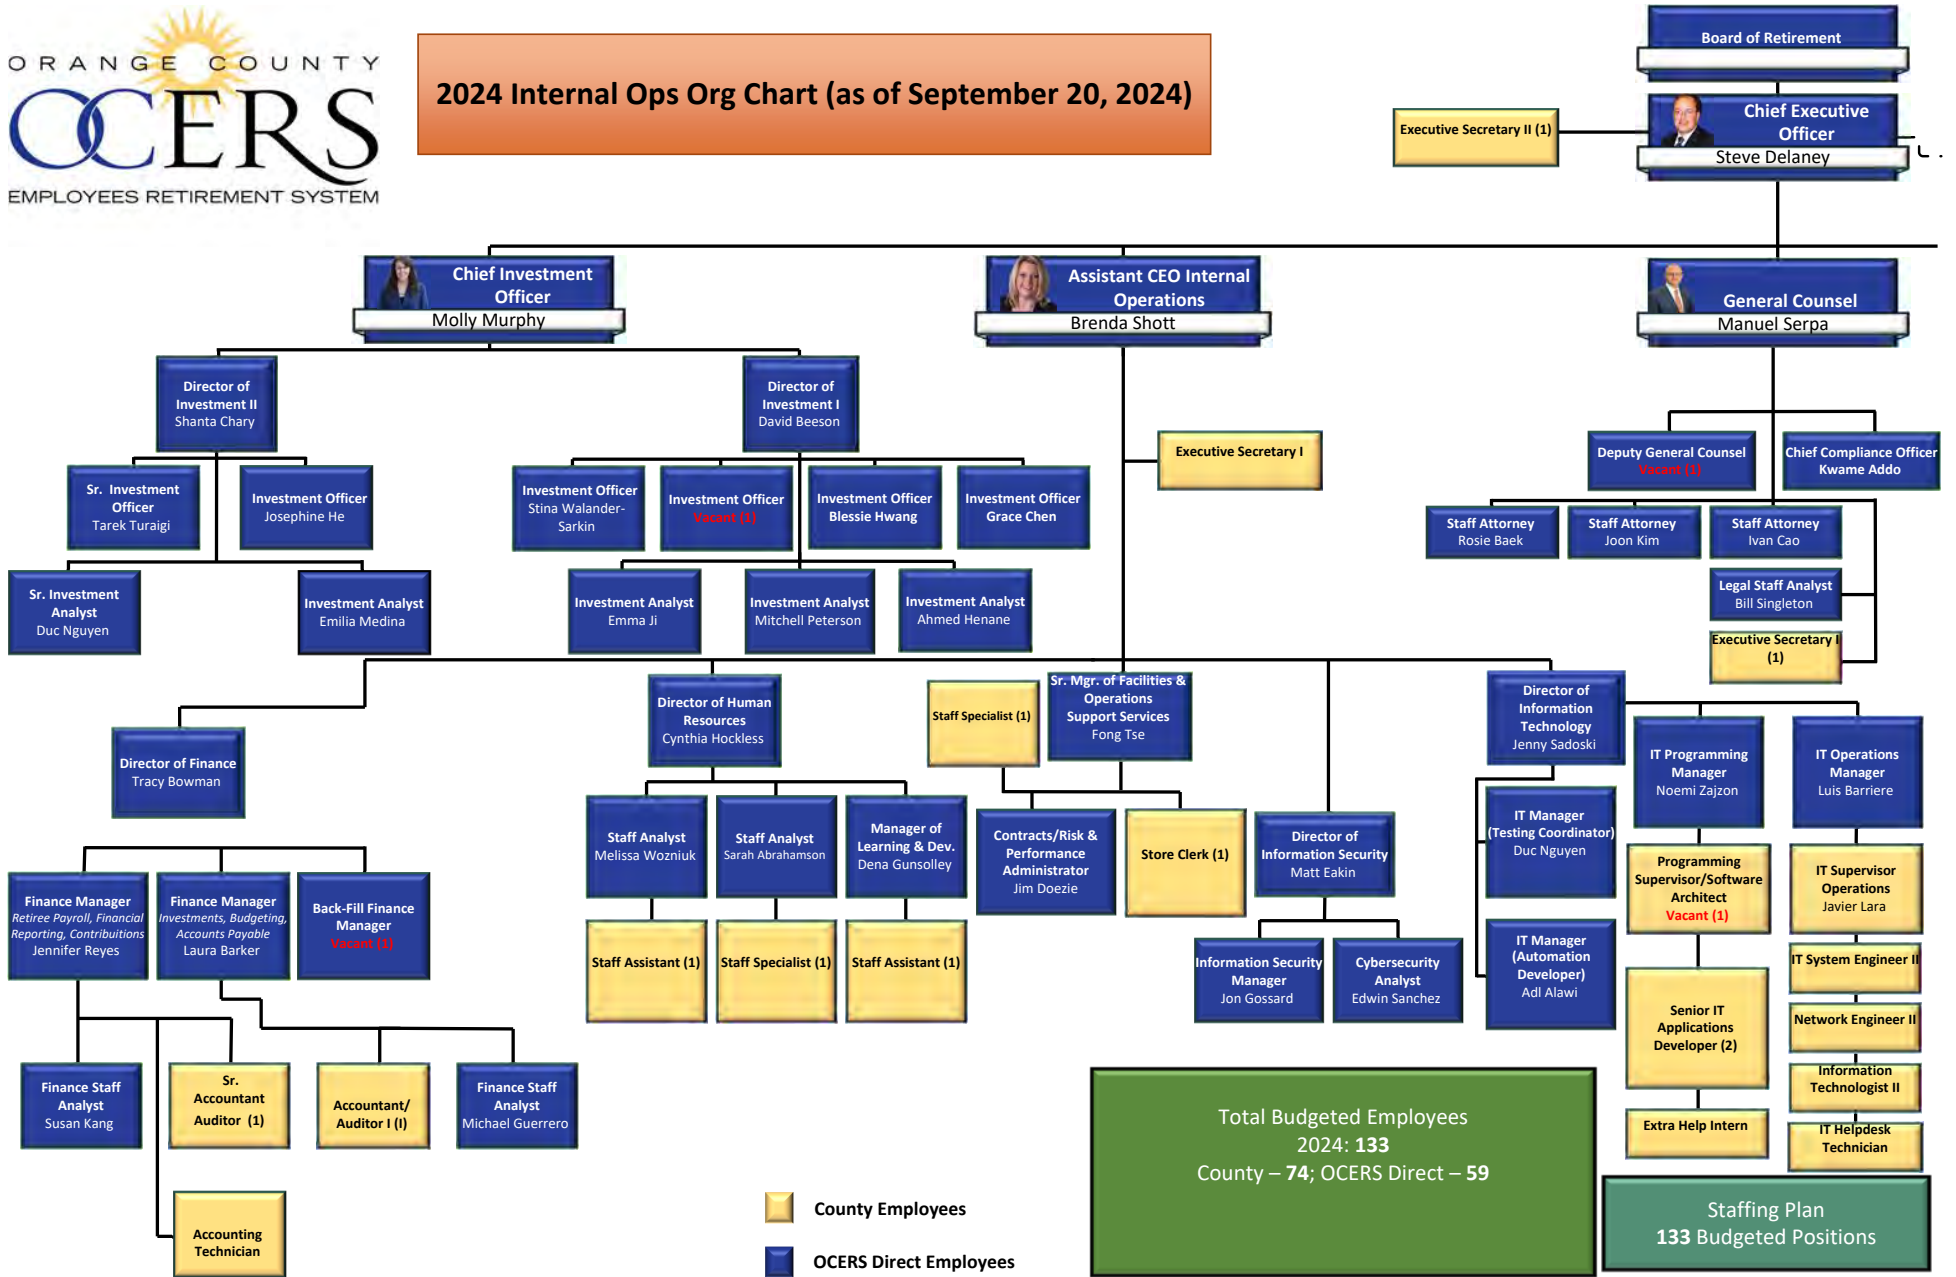 ORANGE COUNTY
OCERS
EMPLOYEES RETIREMENT SYSTEM
2024 Internal Ops Org Chart (as of September 20, 2024)
Board of Retirement
Executive Secretary II (1)
Chief Executive
Officer
Steve Delaney
Chief Investment
Officer
Molly Murphy
Assistant CEO Internal
Operations
Brenda Shott
General Counsel
Manuel Serpa
Director of
Investment II
Shanta Chary
Director of
Investment I
David Beeson
Executive Secretary I
Deputy General Counsel
Vacant (1)
Chief Compliance Officer
Kwame Addo
Sr. Investment
Officer
Tarek Turaigi
Investment Officer
Josephine He
Investment Officer
Stina Walander-
Sarkin
Investment Officer
Vacant (1)
Investment Officer
Blessie Hwang
Investment Officer
Grace Chen
Staff Attorney
Rosie Baek
Staff Attorney
Joon Kim
Staff Attorney
Ivan Cao
Sr. Investment
Analyst
Duc Nguyen
Investment Analyst
Emilia Medina
Investment Analyst
Emma Ji
Investment Analyst
Mitchell Peterson
Investment Analyst
Ahmed Henane
Legal Staff Analyst
Bill Singleton
Executive Secretary I
(1)
Director of Finance
Tracy Bowman
Director of Human
Resources
Cynthia Hockless
Staff Specialist (1)
Sr. Mgr. of Facilities &
Operations
Support Services
Fong Tse
Director of
Information
Technology
Jenny Sadoski
IT Programming
Manager
Noemi Zajzon
IT Operations
Manager
Luis Barriere
Staff Analyst
Melissa Wozniuk
Staff Analyst
Sarah Abrahamson
Manager of
Learning & Dev.
Dena Gunsolley
Contracts/Risk &
Performance
Administrator
Jim Doezie
Store Clerk (1)
Director of
Information Security
Matt Eakin
IT Manager
(Testing Coordinator)
Duc Nguyen
Programming
Supervisor/Software
Architect
Vacant (1)
IT Supervisor
Operations
Javier Lara
Finance Manager
Retiree Payroll, Financial
Reporting, Contribuitions
Jennifer Reyes
Finance Manager
Investments, Budgeting,
Accounts Payable
Laura Barker
Back-Fill Finance
Manager
Vacant (1)
Staff Assistant (1)
Staff Specialist (1)
Staff Assistant (1)
Information Security
Manager
Jon Gossard
Cybersecurity
Analyst
Edwin Sanchez
IT Manager
(Automation
Developer)
Adl Alawi
Senior IT
Applications
Developer (2)
IT System Engineer II
Network Engineer II
Information
Technologist II
IT Helpdesk
Technician
Extra Help Intern
Finance Staff
Analyst
Susan Kang
Sr.
Accountant
Auditor (1)
Accountant/
Auditor I (I)
Finance Staff
Analyst
Michael Guerrero
Accounting
Technician
County Employees
OCERS Direct Employees
Total Budgeted Employees
2024: 133
County – 74; OCERS Direct – 59
Staffing Plan
133 Budgeted Positions